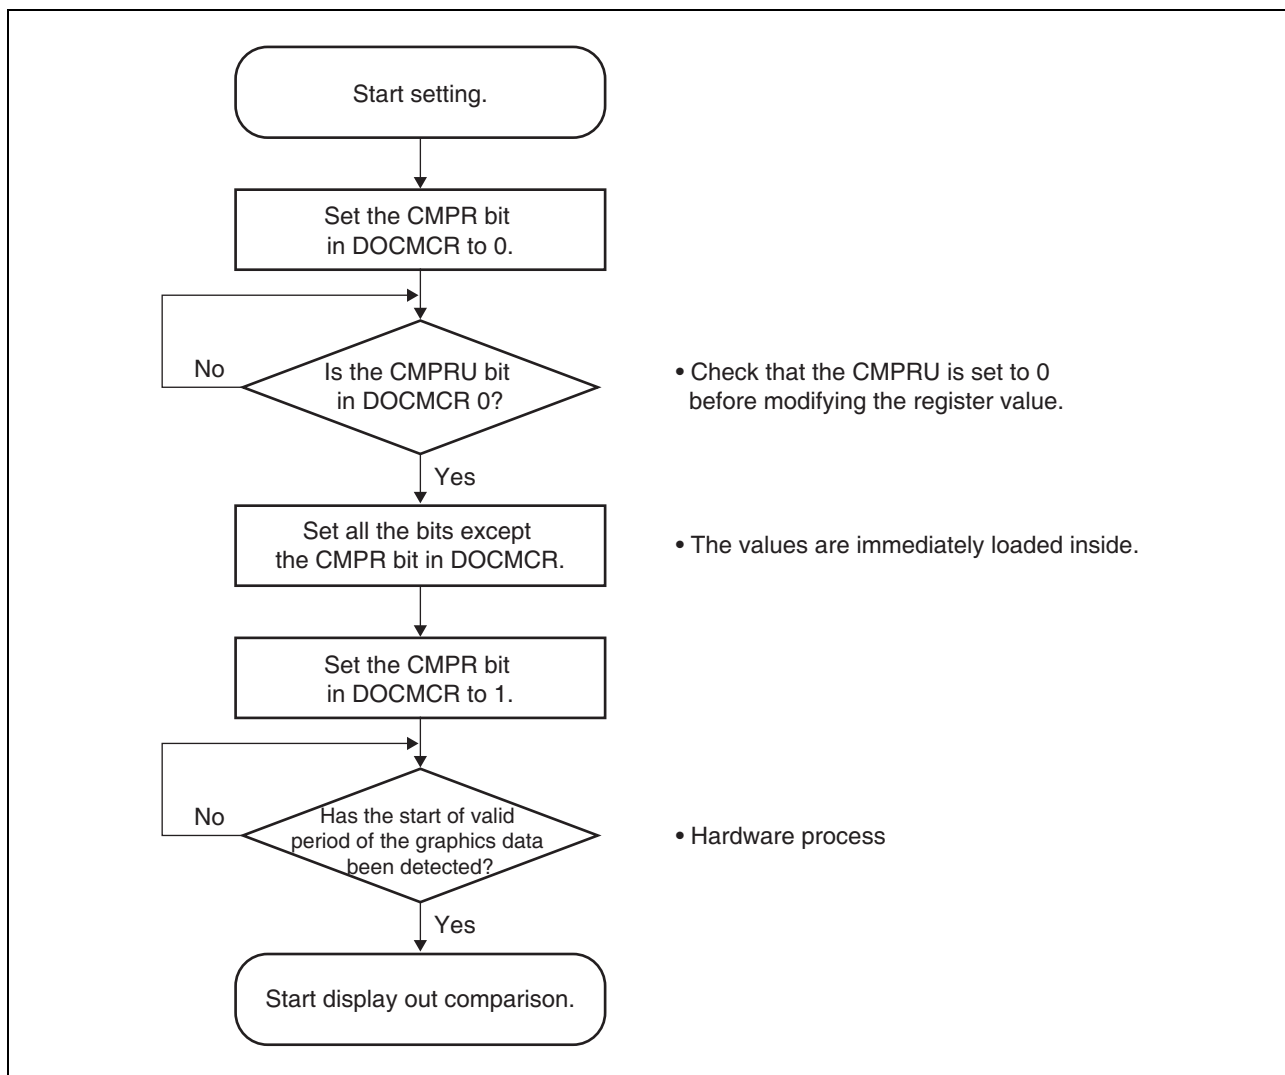 Start setting.
Set the CMPR bit
in DOCMCR to 0.
No
Is the CMPRU bit
in DOCMCR 0?
• Check that the CMPRU is set to 0
before modifying the register value.
Yes
Set all the bits except
the CMPR bit in DOCMCR.
• The values are immediately loaded inside.
Set the CMPR bit
in DOCMCR to 1.
No
Has the start of valid
period of the graphics data
been detected?
• Hardware process
Yes
Start display out comparison.